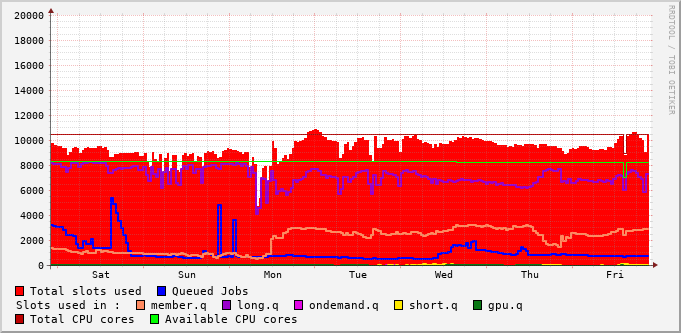 20000
18000
16000
14000
12000
10000
8000
6000
4000
2000
0
Sat Sun Mon Tue Wed Thu Fri
RRDTOOL / TOBI OETIKER
Total slots used Queued Jobs
Slots used in : member.q long.q ondemand.q short.q gpu.q
Total CPU cores Available CPU cores